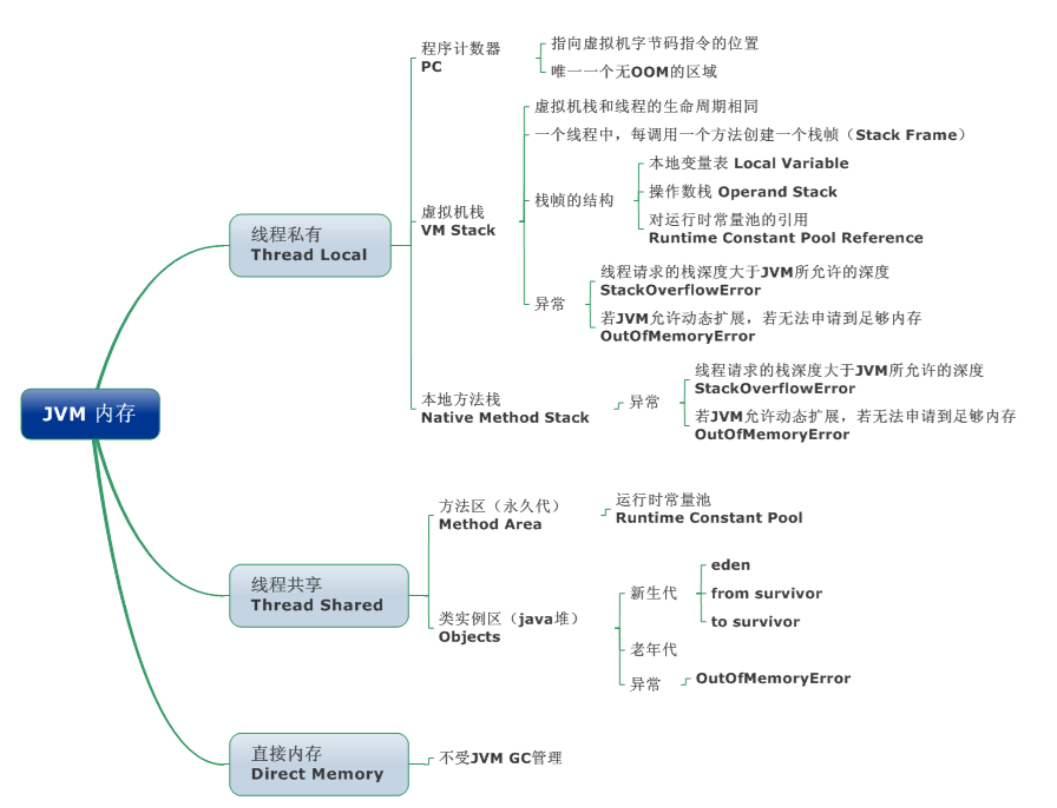 JVM 内存
线程私有
Thread Local
程序计数器
PC
指向虚拟机字节码指令的位置
唯一一个无OOM的区域
虚拟机栈
VM Stack
虚拟机栈和线程的生命周期相同
一个线程中，每调用一个方法创建一个栈帧（Stack Frame）
栈帧的结构
本地变量表 Local Variable
操作数栈 Operand Stack
对运行时常量池的引用
Runtime Constant Pool Reference
异常
线程请求的栈深度大于JVM所允许的深度
StackOverflowError
若JVM允许动态扩展，若无法申请到足够内存
OutOfMemoryError
本地方法栈
Native Method Stack
异常
线程请求的栈深度大于JVM所允许的深度
StackOverflowError
若JVM允许动态扩展，若无法申请到足够内存
OutOfMemoryError
线程共享
Thread Shared
方法区（永久代）
Method Area
运行时常量池
Runtime Constant Pool
类实例区（java堆）
Objects
新生代
eden
from survivor
to survivor
老年代
异常
OutOfMemoryError
直接内存
Direct Memory
不受JVM GC管理